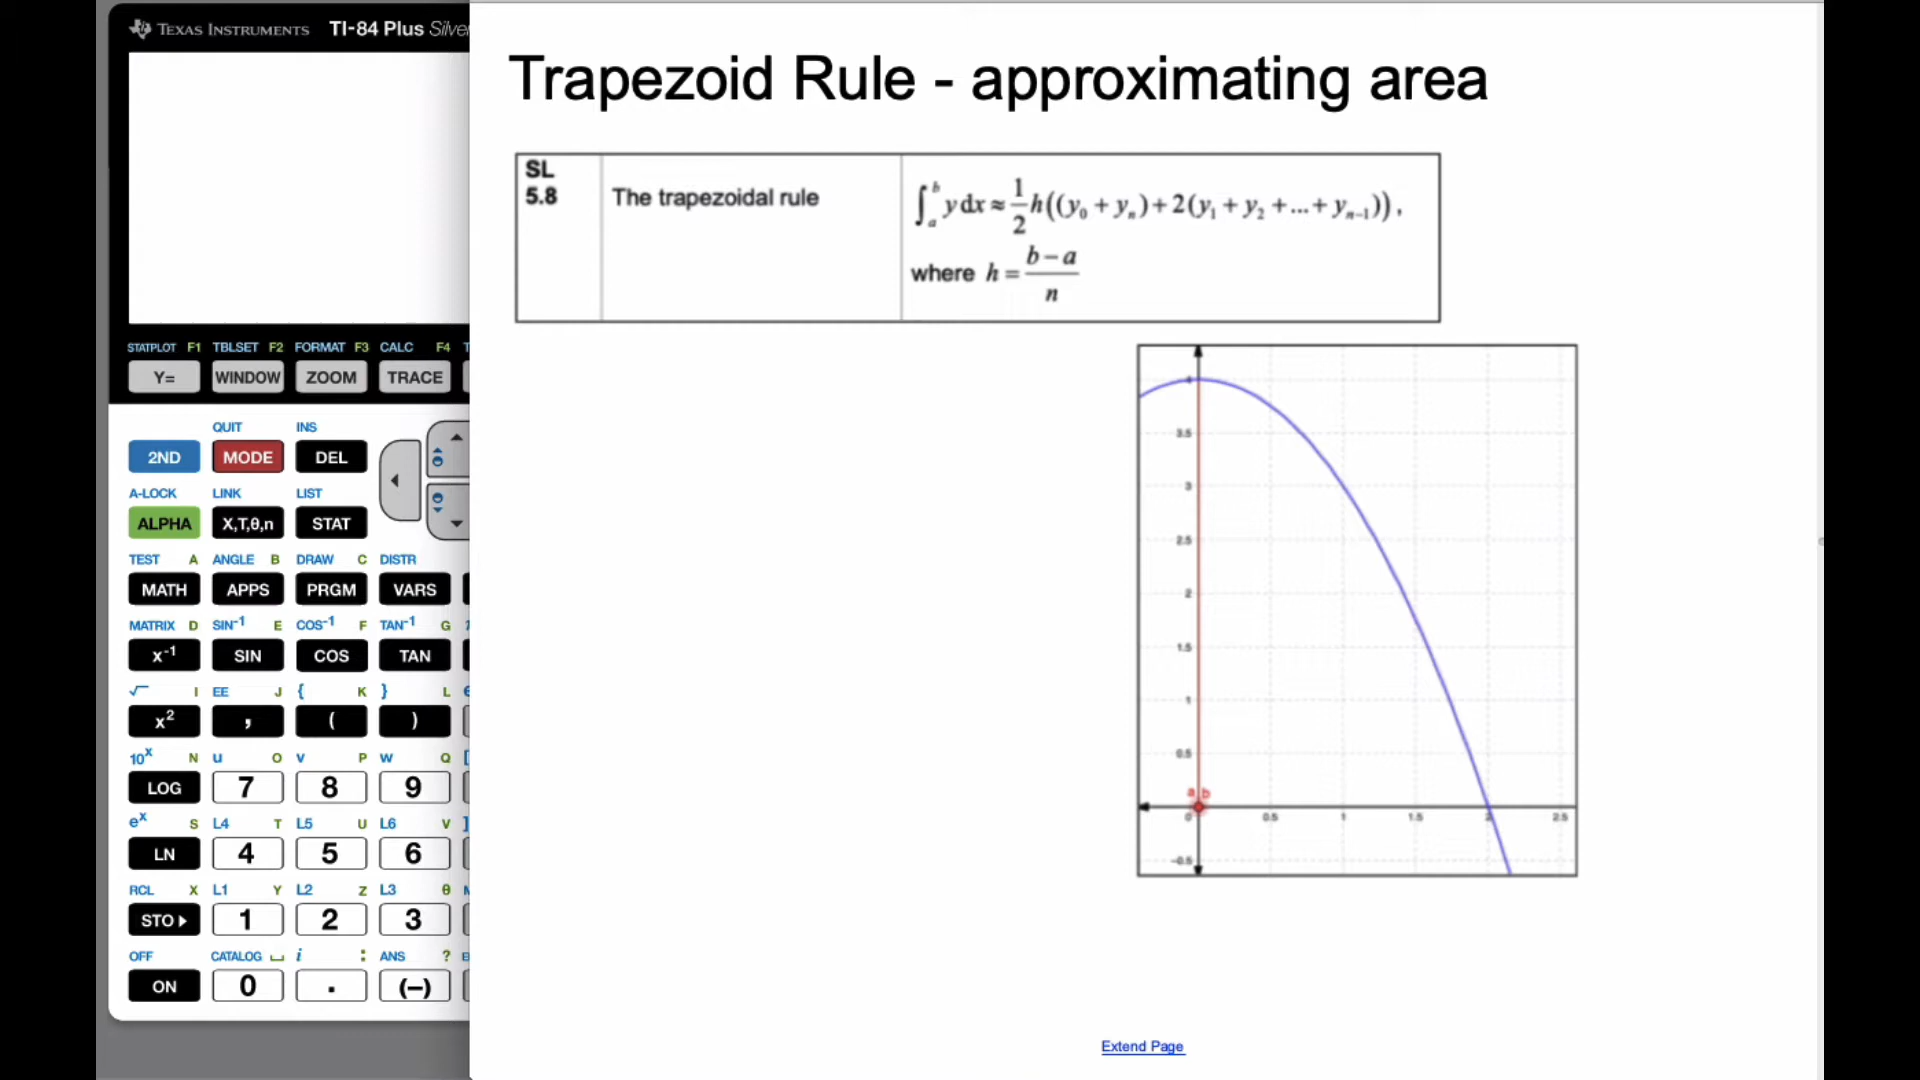 TEXAS INSTRUMENTS TI-84 Plus Silver
Trapezoid Rule - approximating area
SL
5.8
The trapezoidal rule
∫_a^b y dx ≈ 1/2 h((y₀ + yₙ) + 2(y₁ + y₂ + ... + yₙ₋₁)),
where h = b − a / n
STATPLOT F1 TBLSET F2 FORMAT F3 CALC F4
Y= WINDOW ZOOM TRACE
QUIT INS
2ND MODE DEL
A-LOCK LINK LIST
ALPHA X,T,θ,n STAT
TEST A ANGLE B DRAW C DISTR
MATH APPS PRGM VARS
MATRIX D SIN⁻¹ E COS⁻¹ F TAN⁻¹ G
x⁻¹ SIN COS TAN
√ I EE J { K } L
x² , ( )
10ˣ N u O v P w Q [
LOG 7 8 9
eˣ S L4 T L5 U L6 V ]
LN 4 5 6
RCL X L1 Y L2 Z L3 θ
STO▶ 1 2 3
OFF CATALOG i : ANS ?
ON 0 . (−)
4
3.5
3
2.5
2
1.5
1
0.5
a b
0 0.5 1 1.5 2 2.5
-0.5
Extend Page